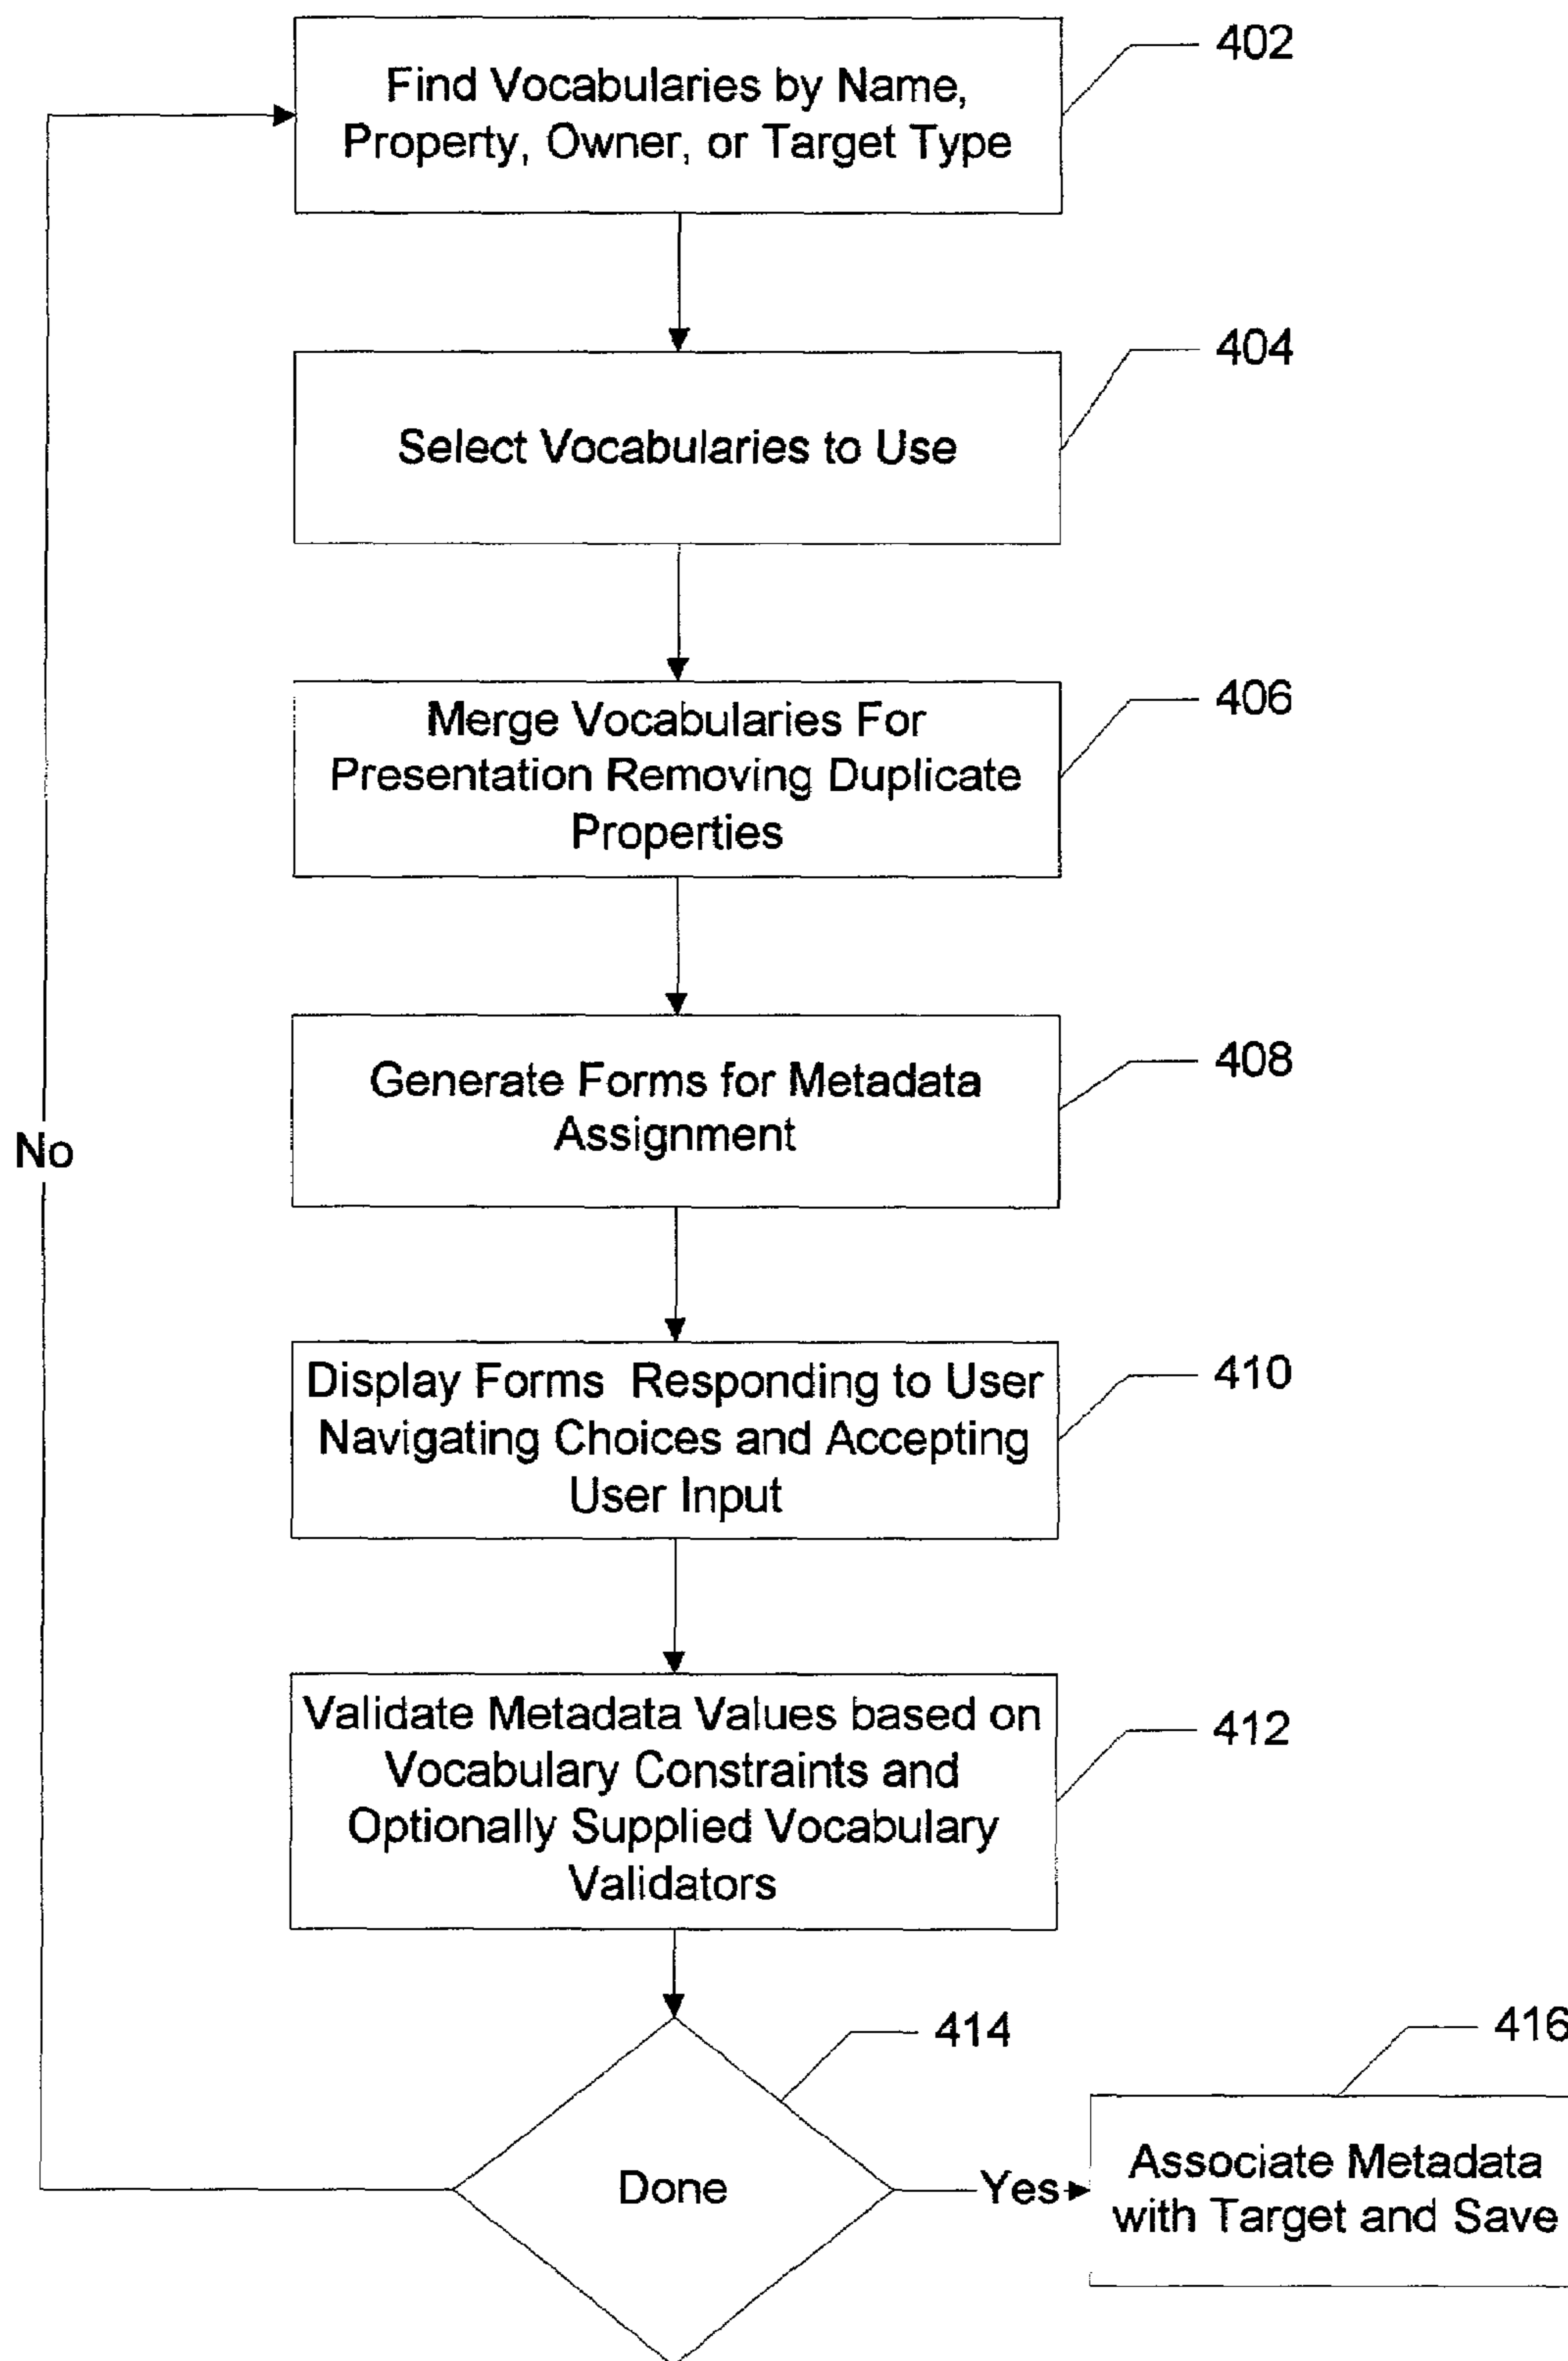 402
Find Vocabularies by Name,
Property, Owner, or Target Type
404
Select Vocabularies to Use
406
Merge Vocabularies For
Presentation Removing Duplicate
Properties
408
Generate Forms for Metadata
Assignment
No
410
Display Forms Responding to User
Navigating Choices and Accepting
User Input
412
Validate Metadata Values based on
Vocabulary Constraints and
Optionally Supplied Vocabulary
Validators
414
416
Done
Yes
Associate Metadata
with Target and Save